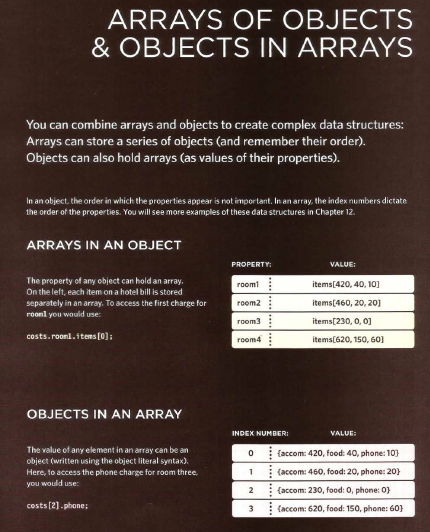 ARRAYS OF OBJECTS
& OBJECTS IN ARRAYS
You can combine arrays and objects to create complex data structures:
Arrays can store a series of objects (and remember their order).
Objects can also hold arrays (as values of their properties).
In an object, the order in which the properties appear is not important. In an array, the index numbers dictate
the order of the properties. You will see more examples of these data structures in Chapter 12.
ARRAYS IN AN OBJECT
The property of any object can hold an array.
On the left, each item on a hotel bill is stored
separately in an array. To access the first charge for
room1 you would use:
costs.room1.items[0];
PROPERTY: VALUE:
room1 items[420, 40, 10]
room2 items[460, 20, 20]
room3 items[230, 0, 0]
room4 items[620, 150, 60]
OBJECTS IN AN ARRAY
The value of any element in an array can be an
object (written using the object literal syntax).
Here, to access the phone charge for room three,
you would use:
costs[2].phone;
INDEX NUMBER: VALUE:
0 {accom: 420, food: 40, phone: 10}
1 {accom: 460, food: 20, phone: 20}
2 {accom: 230, food: 0, phone: 0}
3 {accom: 620, food: 150, phone: 60}